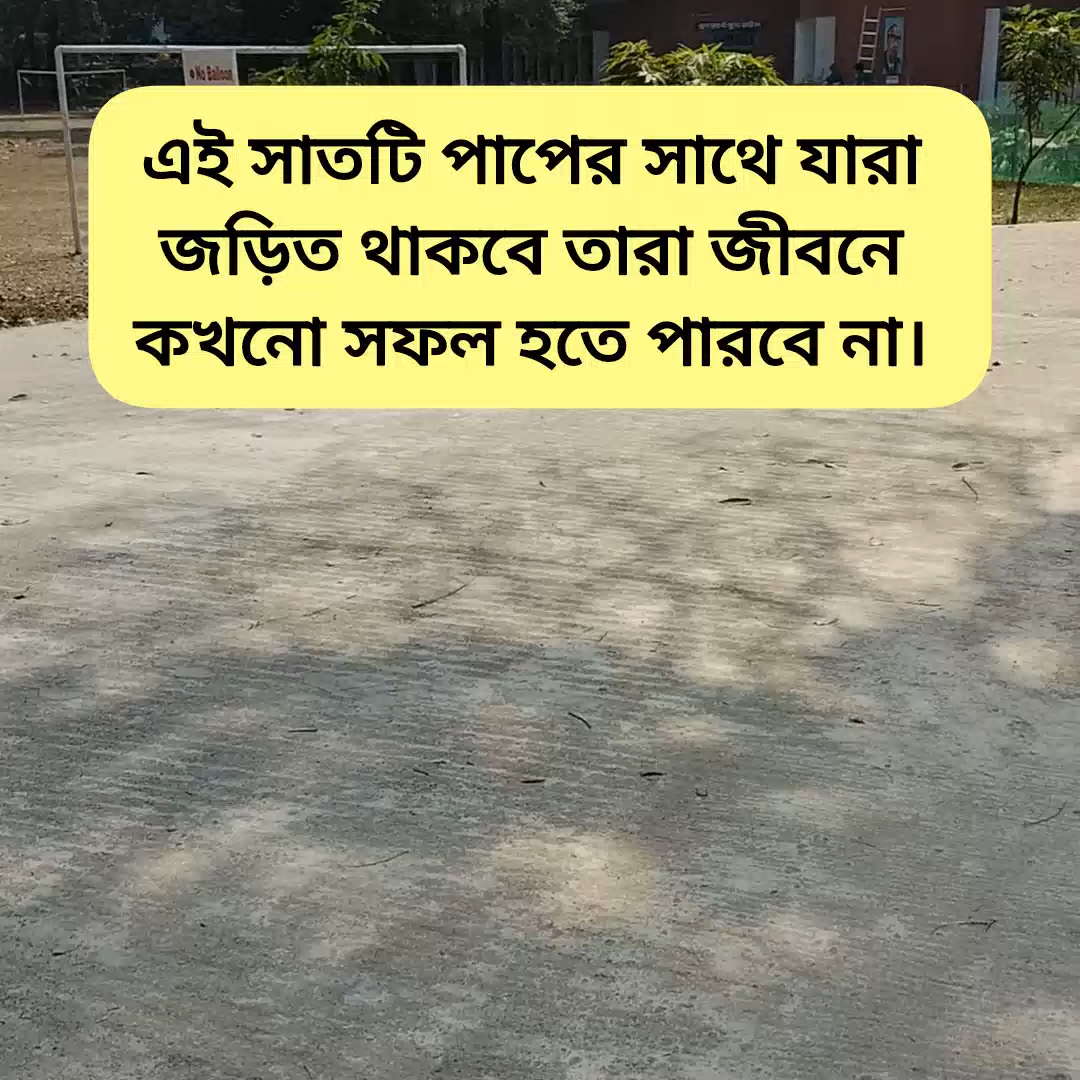 No Balloon
এই সাতটি পাপের সাথে যারা
জড়িত থাকবে তারা জীবনে
কখনো সফল হতে পারবে না।